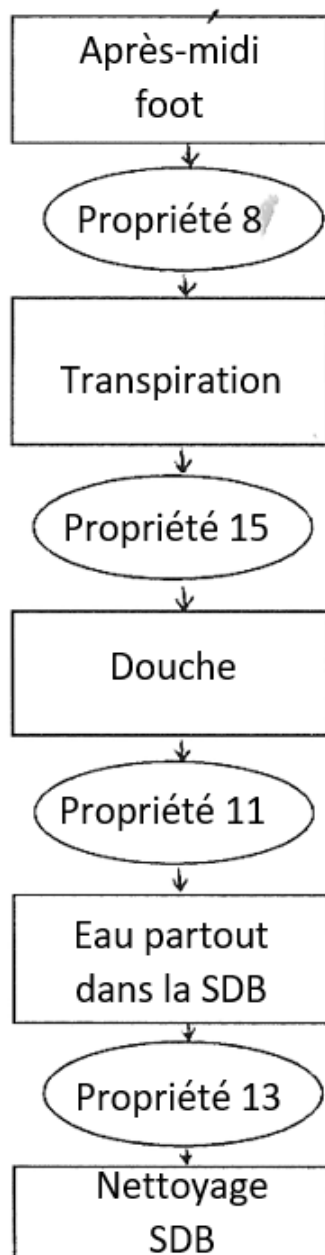 Après-midi
foot
Propriété 8
Transpiration
Propriété 15
Douche
Propriété 11
Eau partout
dans la SDB
Propriété 13
Nettoyage
SDB